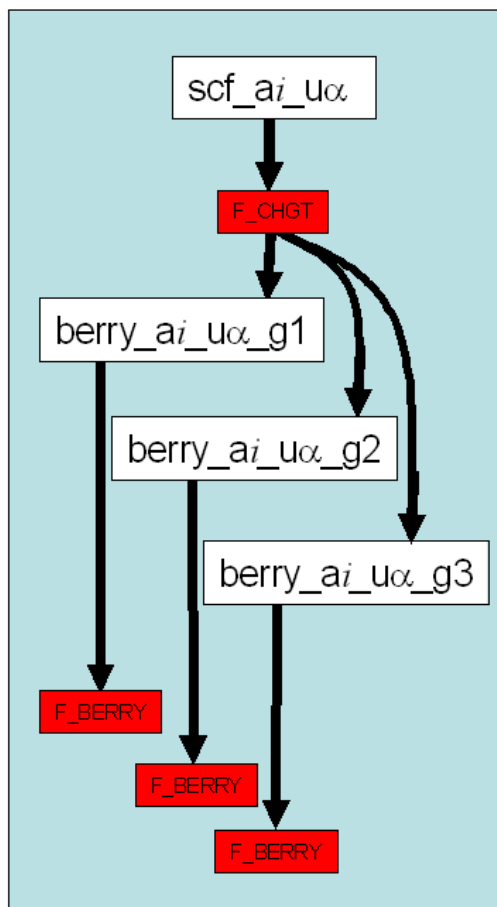 scf_ai_uα
F_CHGT
berry_ai_uα_g1
berry_ai_uα_g2
berry_ai_uα_g3
F_BERRY
F_BERRY
F_BERRY